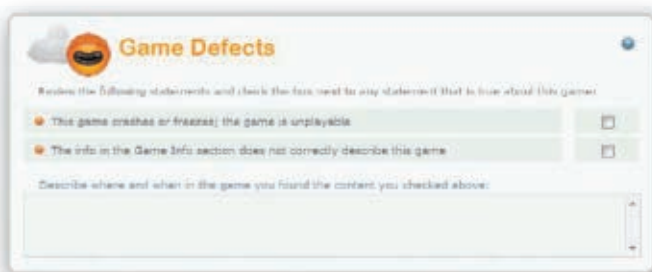 Game Defects
Review the following statements and check the box next to any statement that is true about this game:
This game crashes or freezes; the game is unplayable
The info in the Game Info section does not correctly describe this game
Describe where and when in the game you found the content you checked above: